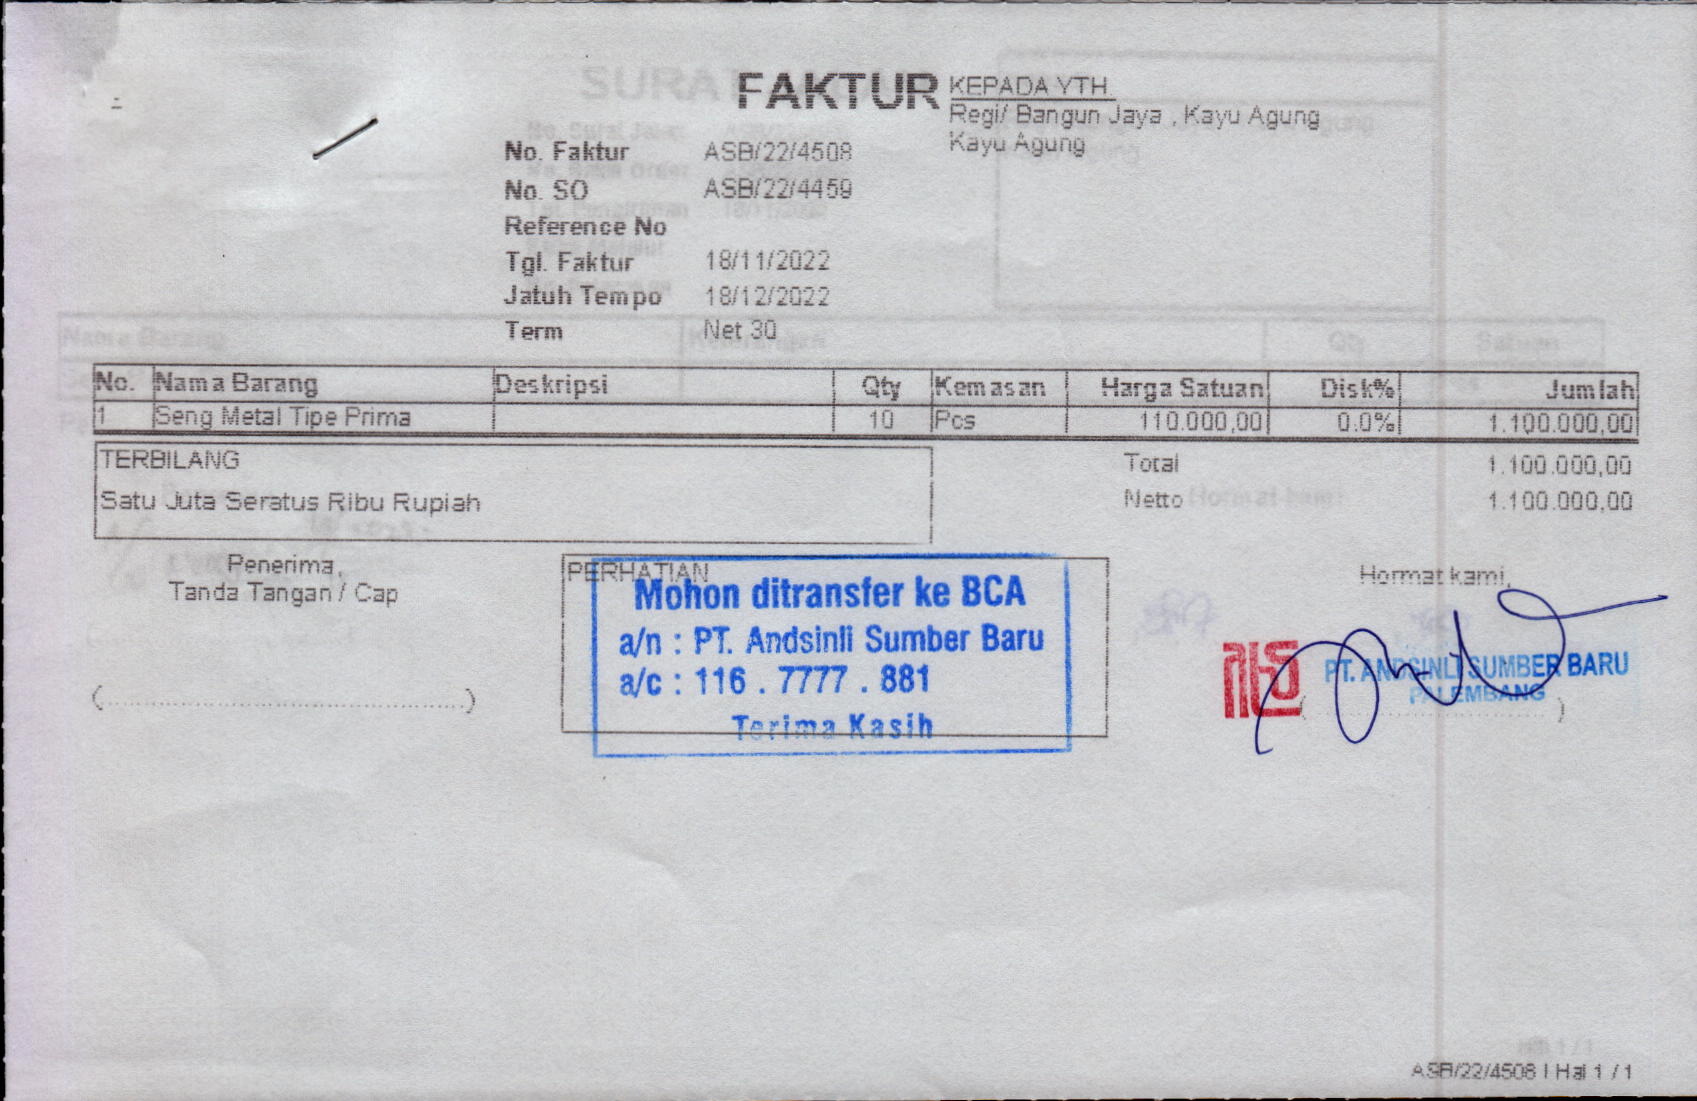 FAKTUR
KEPADA YTH.
Regi/ Bangun Jaya , Kayu Agung
Kayu Agung
No. Faktur ASB/22/4508
No. SO ASB/22/4459
Reference No
Tgl. Faktur 18/11/2022
Jatuh Tempo 18/12/2022
Term Net 30
No. Nama Barang Deskripsi Qty Kemasan Harga Satuan Disk% Jumlah
1 Seng Metal Tipe Prima 10 Pcs 110.000,00 0.0% 1.100.000,00
TERBILANG
Satu Juta Seratus Ribu Rupiah
Total 1.100.000,00
Netto 1.100.000,00
Penerima,
Tanda Tangan / Cap
(........................................................)
PERHATIAN
Mohon ditransfer ke BCA
a/n : PT. Andsinli Sumber Baru
a/c : 116 . 7777 . 881
Terima Kasih
Hormat kami,
PT. ANDSINLI SUMBER BARU
PALEMBANG
ASB/22/4508 | Hal 1 / 1